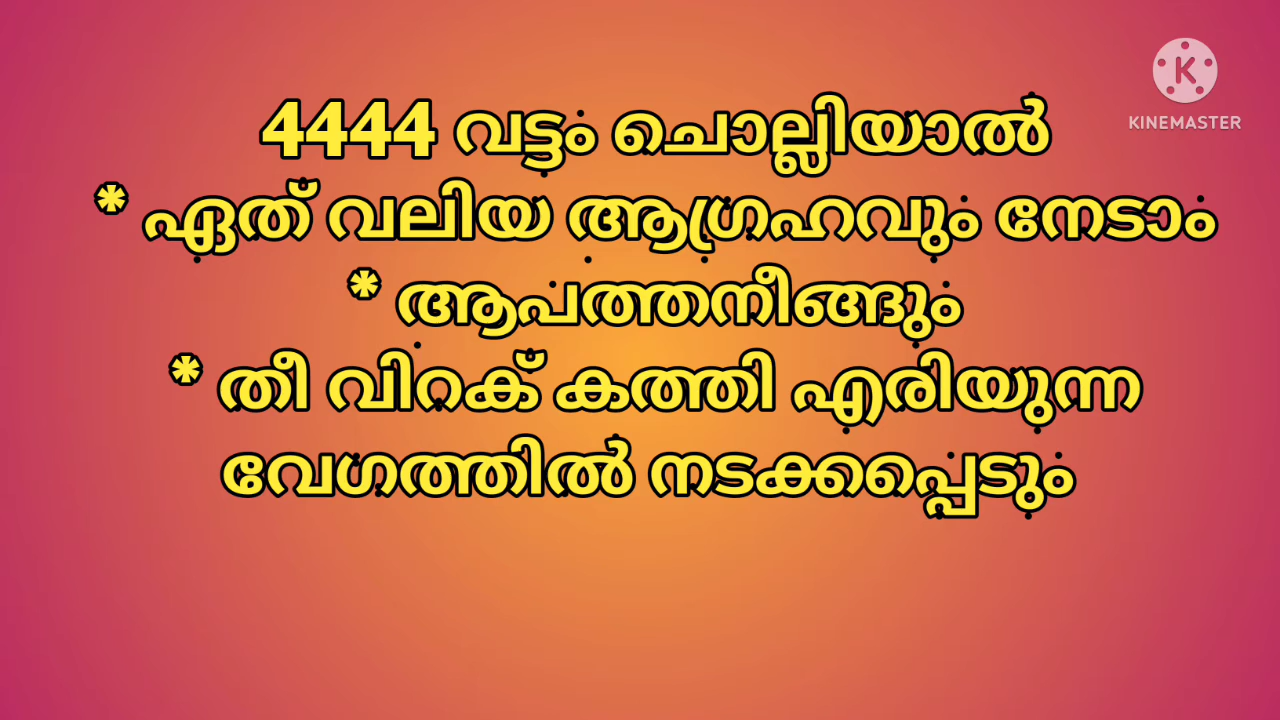 KINEMASTER
4444 വട്ടം ചൊല്ലിയാൽ
* ഏത് വലിയ ആഗ്രഹവും നേടാം
* ആപത്തനീങ്ങും
* തീ വിറക് കത്തി എരിയുന്ന
വേഗത്തിൽ നടക്കപ്പെടും